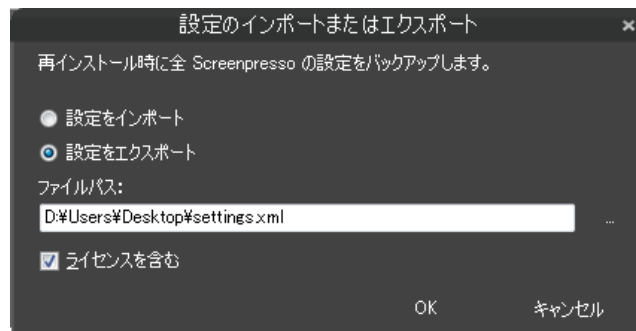 設定のインポートまたはエクスポート ×
再インストール時に全 Screenpresso の設定をバックアップします。
設定をインポート
設定をエクスポート
ファイルパス:
D:¥Users¥Desktop¥settings.xml ...
ライセンスを含む
OK キャンセル